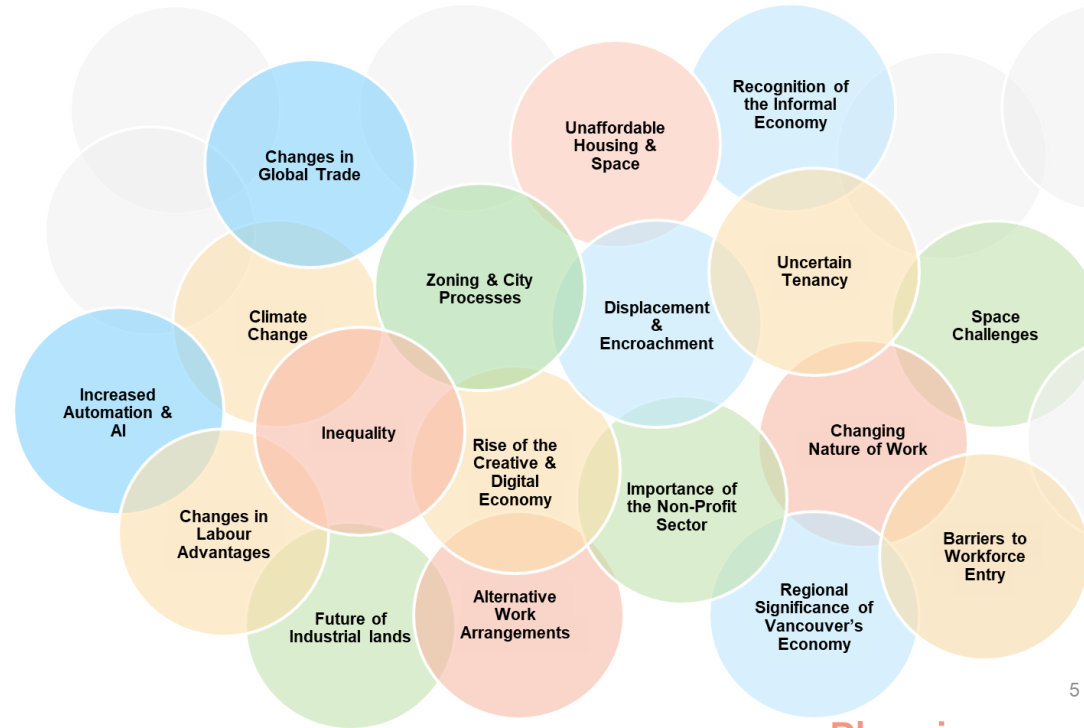 Recognition of
the Informal
Economy
Unaffordable
Housing &
Space
Changes in
Global Trade
Uncertain
Tenancy
Zoning & City
Processes
Displacement
&
Encroachment
Climate
Change
Space
Challenges
Increased
Automation &
AI
Inequality
Changing
Nature of Work
Rise of the
Creative &
Digital
Economy
Importance of
the Non-Profit
Sector
Changes in
Labour
Advantages
Barriers to
Workforce
Entry
Regional
Significance of
Vancouver's
Economy
Alternative
Work
Arrangements
Future of
Industrial lands
5